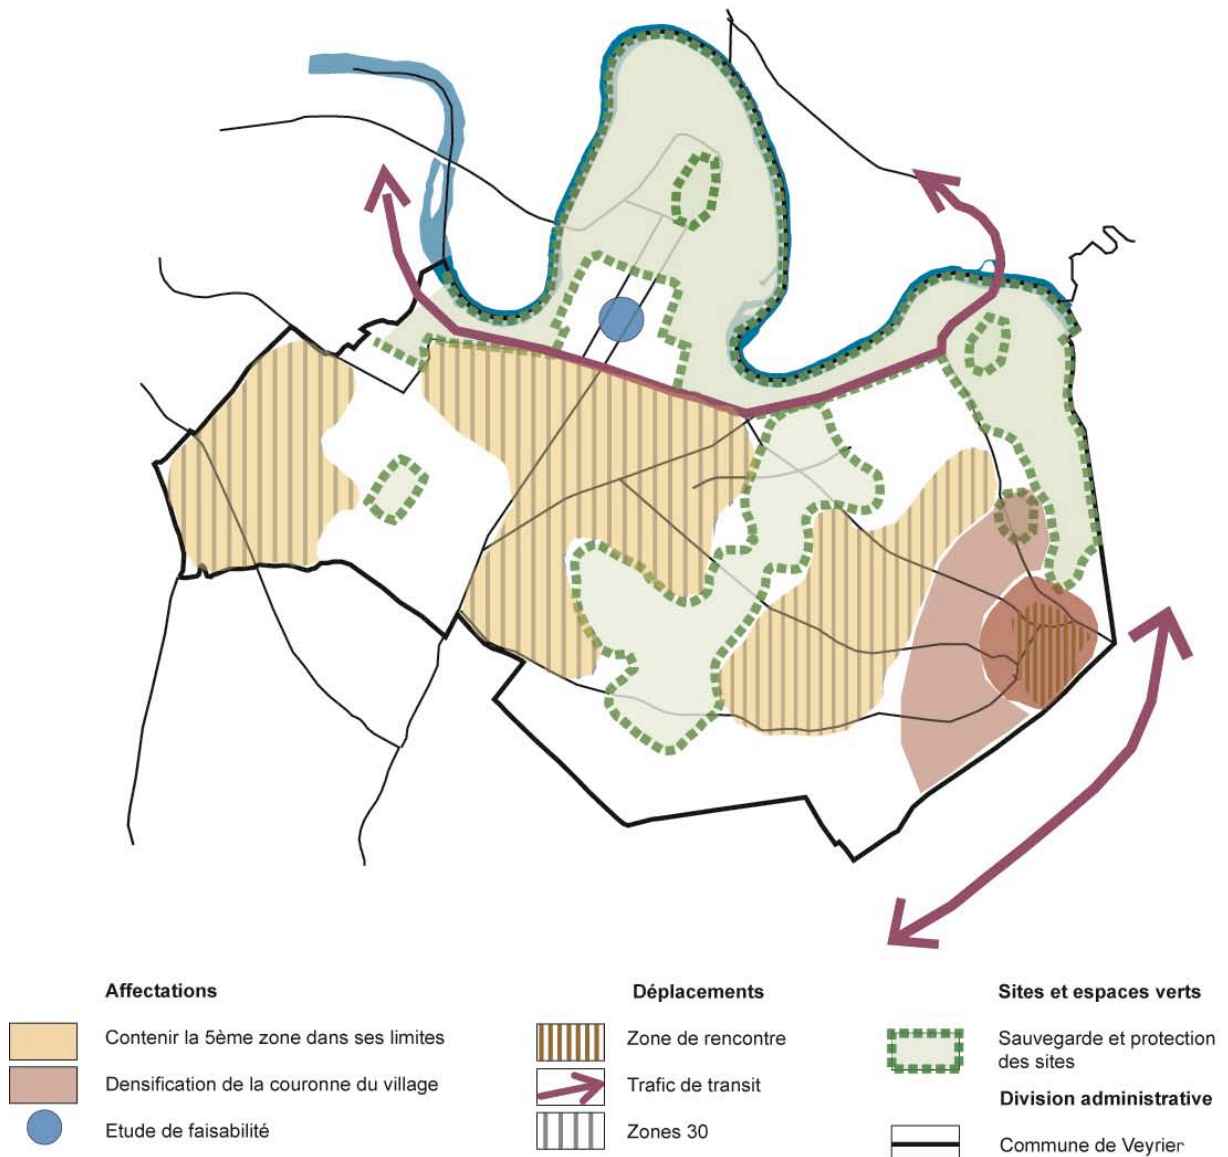 Affectations
Contenir la 5ème zone dans ses limites
Densification de la couronne du village
Etude de faisabilité
Déplacements
Zone de rencontre
Trafic de transit
Zones 30
Sites et espaces verts
Sauvegarde et protection
des sites
Division administrative
Commune de Veyrier